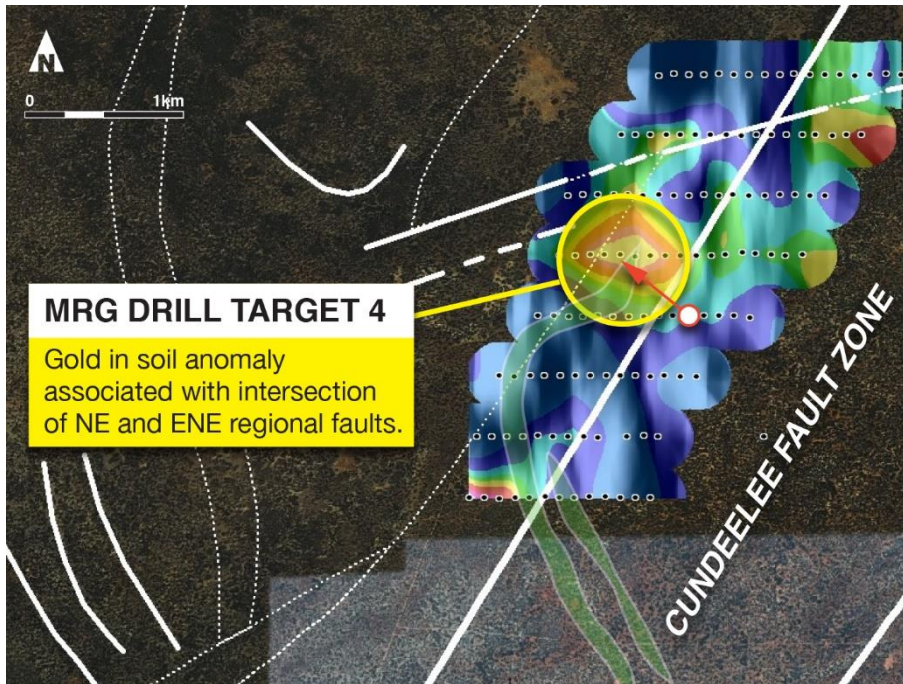 N
0 1km
MRG DRILL TARGET 4
Gold in soil anomaly
associated with intersection
of NE and ENE regional faults.
CUNDEELEE FAULT ZONE